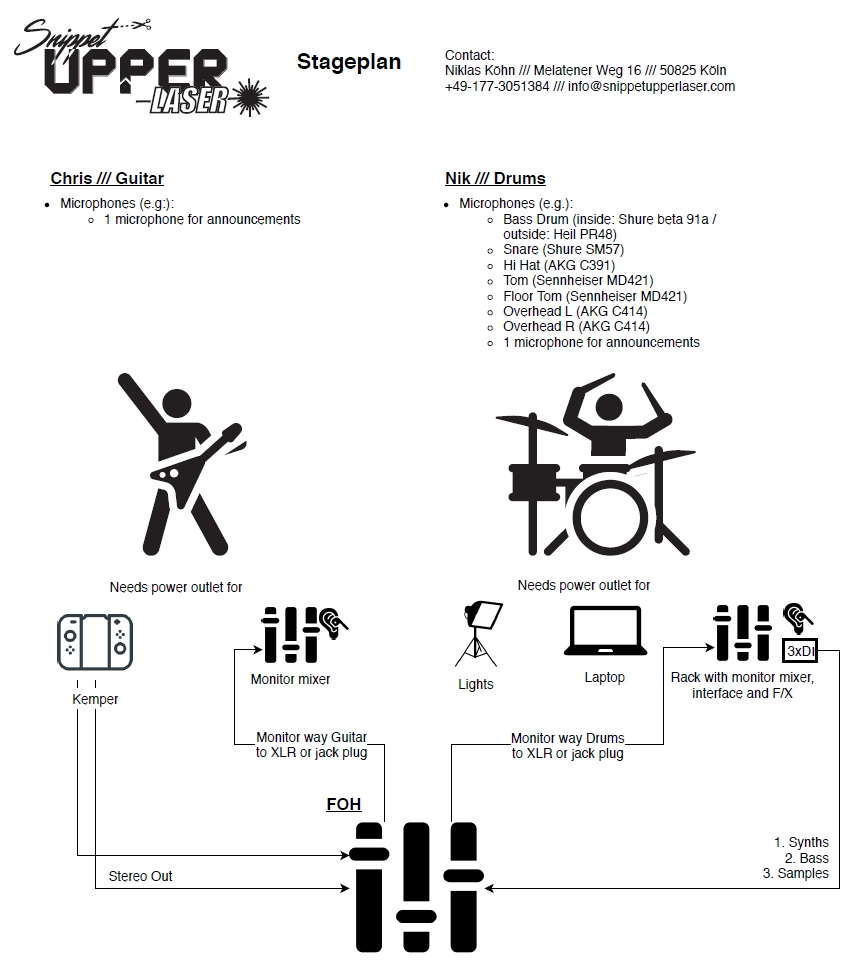 Snippet
UPPER
LASER
Stageplan
Contact:
Niklas Köhn /// Melatener Weg 16 /// 50825 Köln
+49-177-3051384 /// info@snippetupperlaser.com
Chris /// Guitar
Microphones (e.g:):
1 microphone for announcements
Nik /// Drums
Microphones (e.g.):
Bass Drum (inside: Shure beta 91a /
outside: Heil PR48)
Snare (Shure SM57)
Hi Hat (AKG C391)
Tom (Sennheiser MD421)
Floor Tom (Sennheiser MD421)
Overhead L (AKG C414)
Overhead R (AKG C414)
1 microphone for announcements
Needs power outlet for
Needs power outlet for
Kemper
Monitor mixer
Lights
Laptop
3xDI
Rack with monitor mixer,
interface and F/X
Monitor way Guitar
to XLR or jack plug
Monitor way Drums
to XLR or jack plug
FOH
Stereo Out
1. Synths
2. Bass
3. Samples